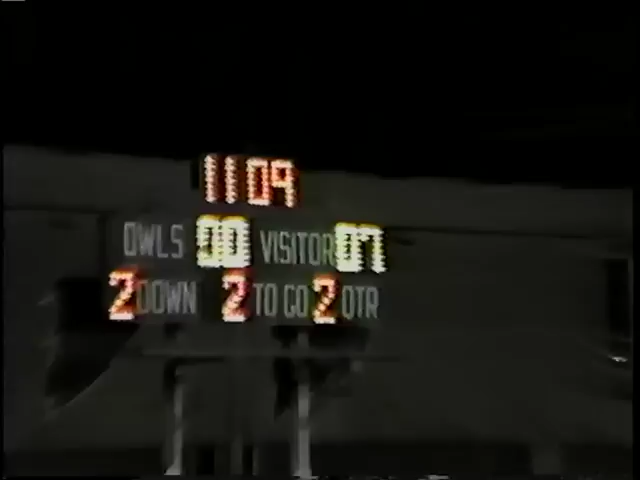 11 09
OWLS 00 VISITOR 07
2 DOWN 2 TO GO 2 QTR